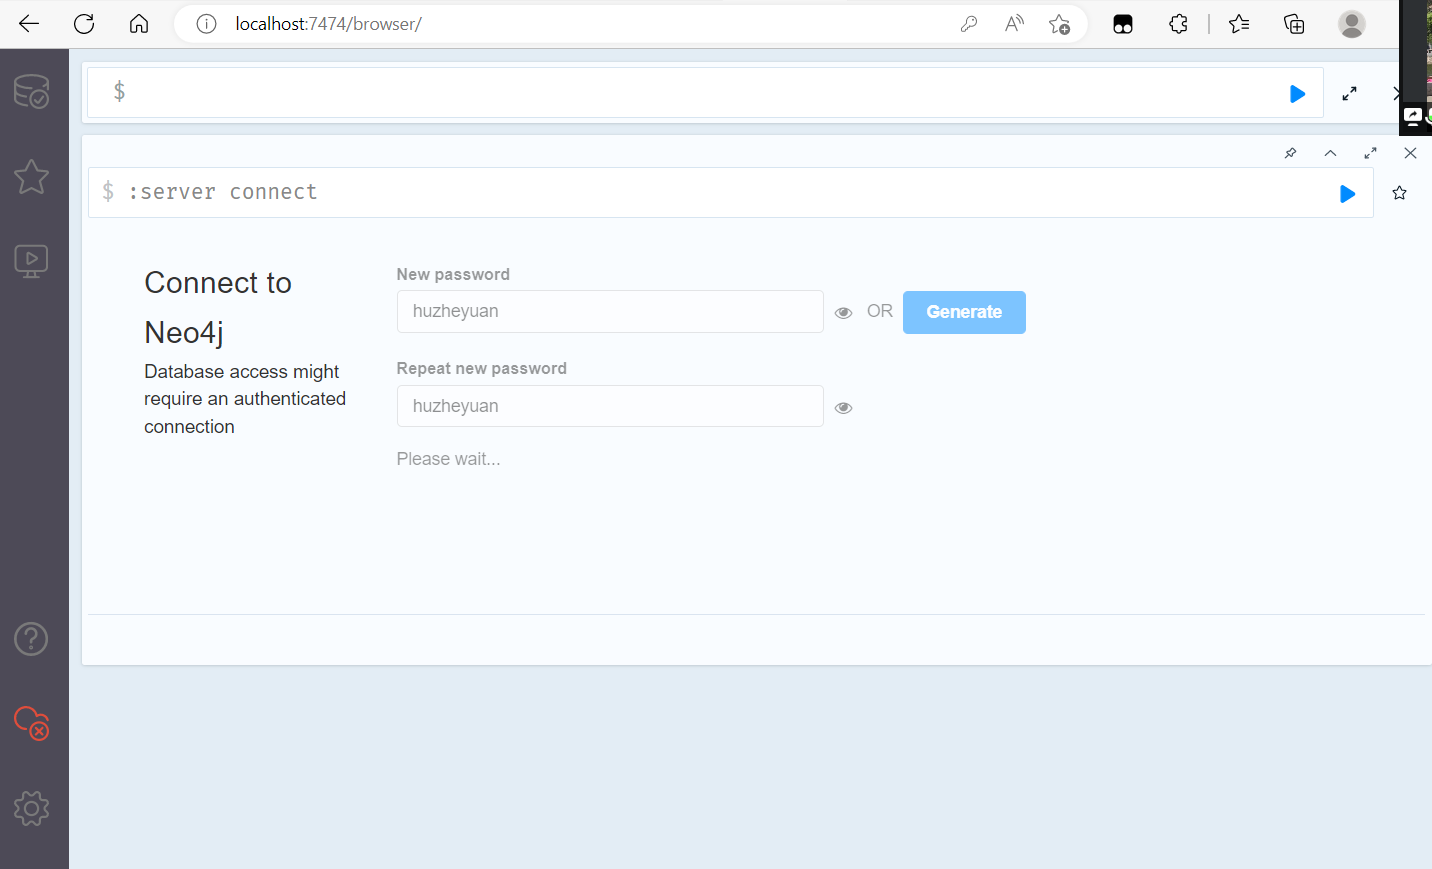 localhost:7474/browser/
$
$ :server connect
Connect to
Neo4j
Database access might
require an authenticated
connection
New password
huzheyuan
OR
Generate
Repeat new password
huzheyuan
Please wait...